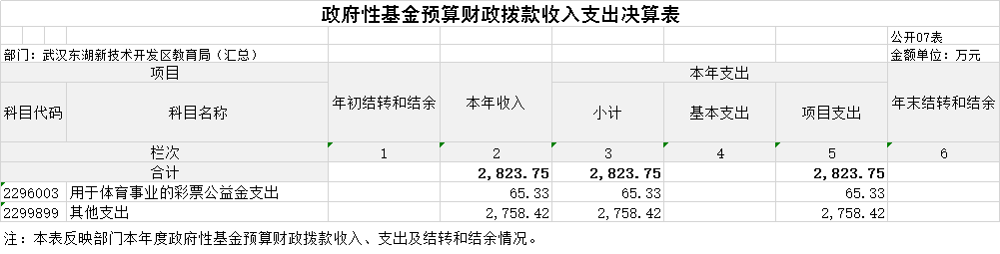 政府性基金预算财政拨款收入支出决算表
公开07表
部门：武汉东湖新技术开发区教育局（汇总） 金额单位：万元
项目 年初结转和结余 本年收入 本年支出 年末结转和结余
科目代码 科目名称 小计 基本支出 项目支出
栏次 1 2 3 4 5 6
合计 2,823.75 2,823.75 2,823.75
2296003 用于体育事业的彩票公益金支出 65.33 65.33 65.33
2299899 其他支出 2,758.42 2,758.42 2,758.42
注：本表反映部门本年度政府性基金预算财政拨款收入、支出及结转和结余情况。